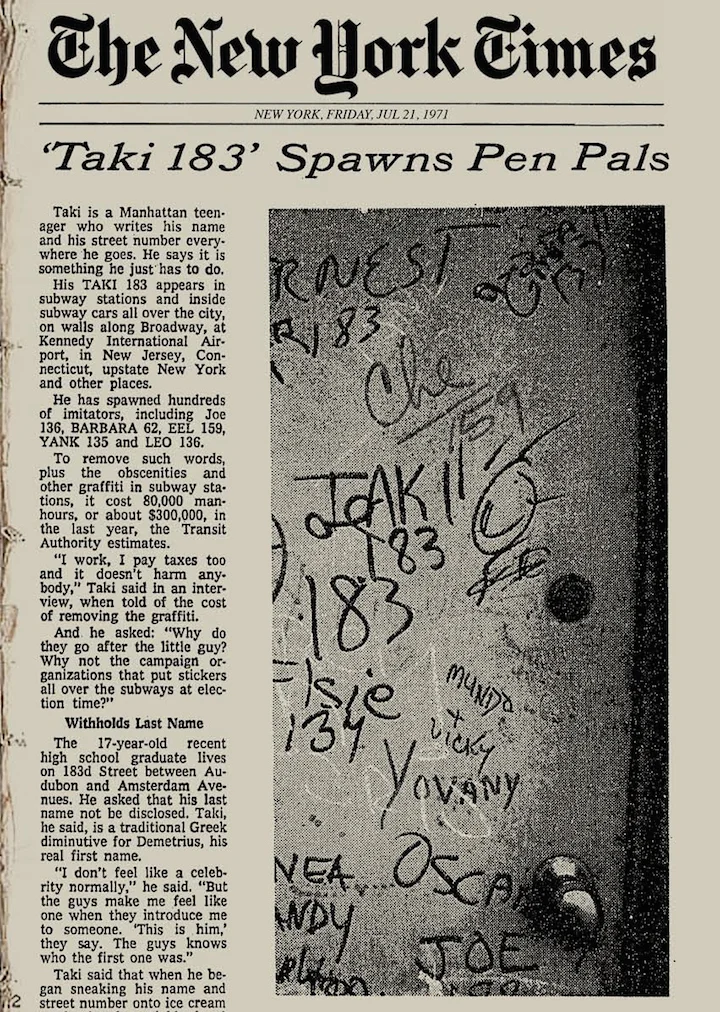 The New York Times
NEW YORK, FRIDAY, JUL 21, 1971
‘Taki 183’ Spawns Pen Pals
Taki is a Manhattan teen-
ager who writes his name
and his street number every-
where he goes. He says it is
something he just has to do.
His TAKI 183 appears in
subway stations and inside
subway cars all over the city,
on walls along Broadway, at
Kennedy International Air-
port, in New Jersey, Con-
necticut, upstate New York
and other places.
He has spawned hundreds
of imitators, including Joe
136, BARBARA 62, EEL 159,
YANK 135 and LEO 136.
To remove such words,
plus the obscenities and
other graffiti in subway sta-
tions, it cost 80,000 man-
hours, or about $300,000, in
the last year, the Transit
Authority estimates.
“I work, I pay taxes too
and it doesn’t harm any-
body,” Taki said in an inter-
view, when told of the cost
of removing the graffiti.
And he asked: “Why do
they go after the little guy?
Why not the campaign or-
ganizations that put stickers
all over the subways at elec-
tion time?”
Withholds Last Name
The 17-year-old recent
high school graduate lives
on 183d Street between Au-
dubon and Amsterdam Ave-
nues. He asked that his last
name not be disclosed. Taki,
he said, is a traditional Greek
diminutive for Demetrius, his
real first name.
“I don’t feel like a celeb-
rity normally,” he said. “But
the guys make me feel like
one when they introduce me
to someone. ‘This is him,’
they say. The guys knows
who the first one was.”
Taki said that when he be-
gan sneaking his name and
street number onto ice cream
RNEST
R183
Che
159
TAKI
183
183
Elsie
134
MUNDO
+
VICKY
YOVANY
VEA
OSCA
ANDY
JOE